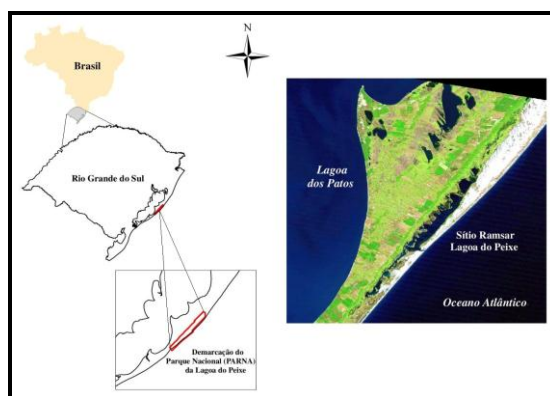 N
Brasil
Rio Grande do Sul
Demarcação do
Parque Nacional (PARNA)
da Lagoa do Peixe
Lagoa
dos Patos
Sítio Ramsar
Lagoa do Peixe
Oceano Atlântico